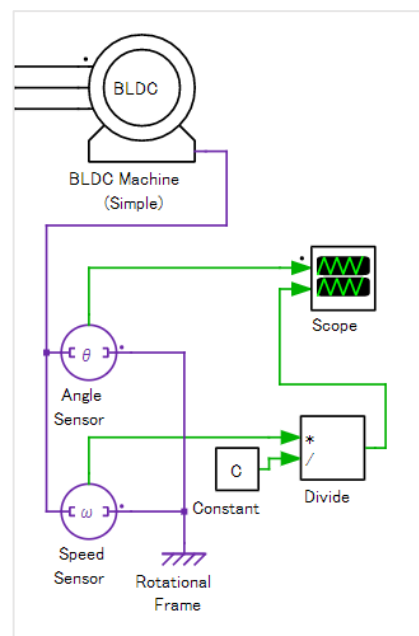 BLDC
BLDC Machine
(Simple)
Scope
θ
Angle
Sensor
*
/
C
Constant
Divide
ω
Speed
Sensor
Rotational
Frame